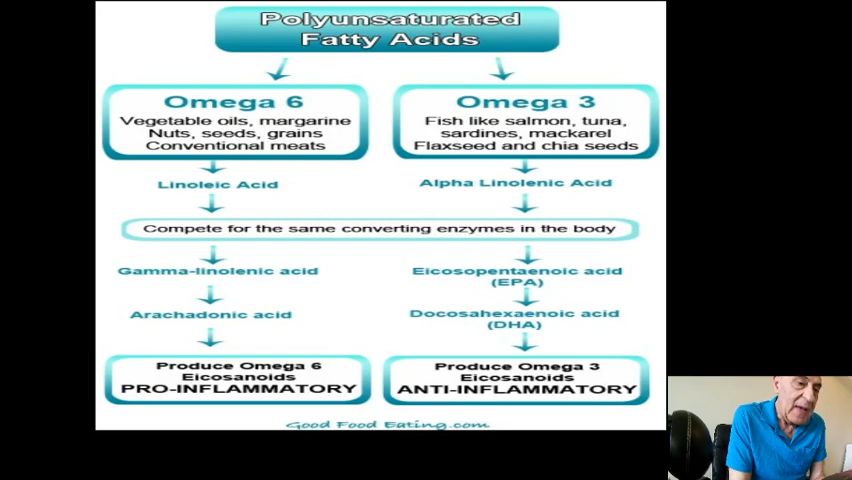 Polyunsaturated
Fatty Acids
Omega 6
Vegetable oils, margarine
Nuts, seeds, grains
Conventional meats
Omega 3
Fish like salmon, tuna,
sardines, mackarel
Flaxseed and chia seeds
Linoleic Acid
Alpha Linolenic Acid
Compete for the same converting enzymes in the body
Gamma-linolenic acid
Eicosopentaenoic acid
(EPA)
Arachadonic acid
Docosahexaenoic acid
(DHA)
Produce Omega 6
Eicosanoids
PRO-INFLAMMATORY
Produce Omega 3
Eicosanoids
ANTI-INFLAMMATORY
Good Food Eating.com